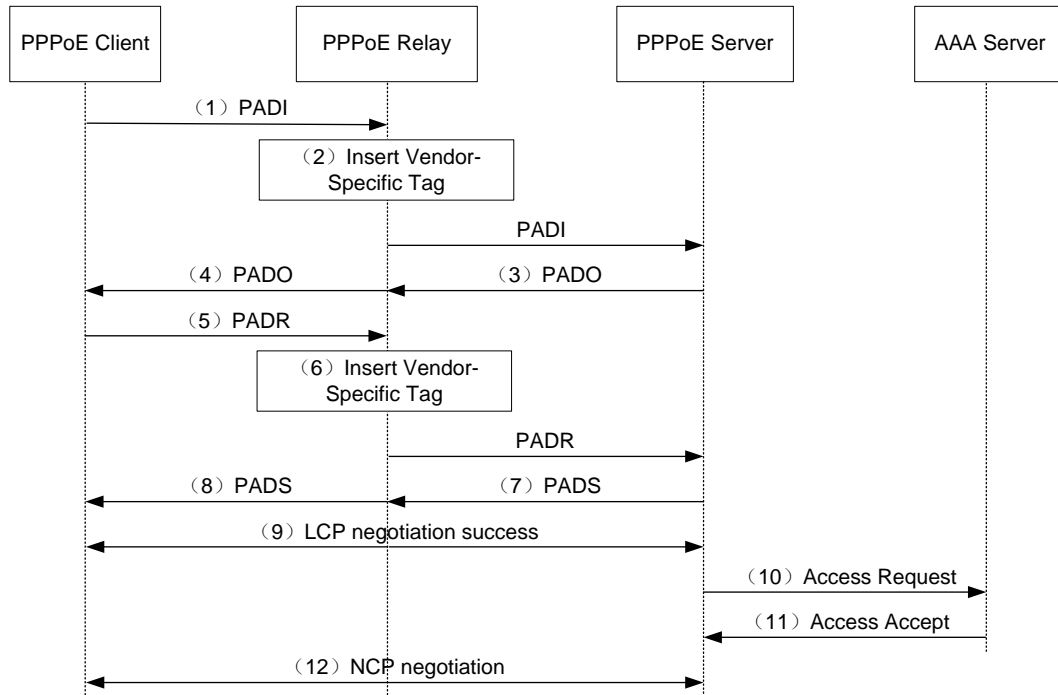 PPPoE Client
PPPoE Relay
PPPoE Server
AAA Server
（1）PADI
（2）Insert Vendor-
Specific Tag
PADI
（4）PADO
（3）PADO
（5）PADR
（6）Insert Vendor-
Specific Tag
PADR
（8）PADS
（7）PADS
（9）LCP negotiation success
（10）Access Request
（11）Access Accept
（12）NCP negotiation